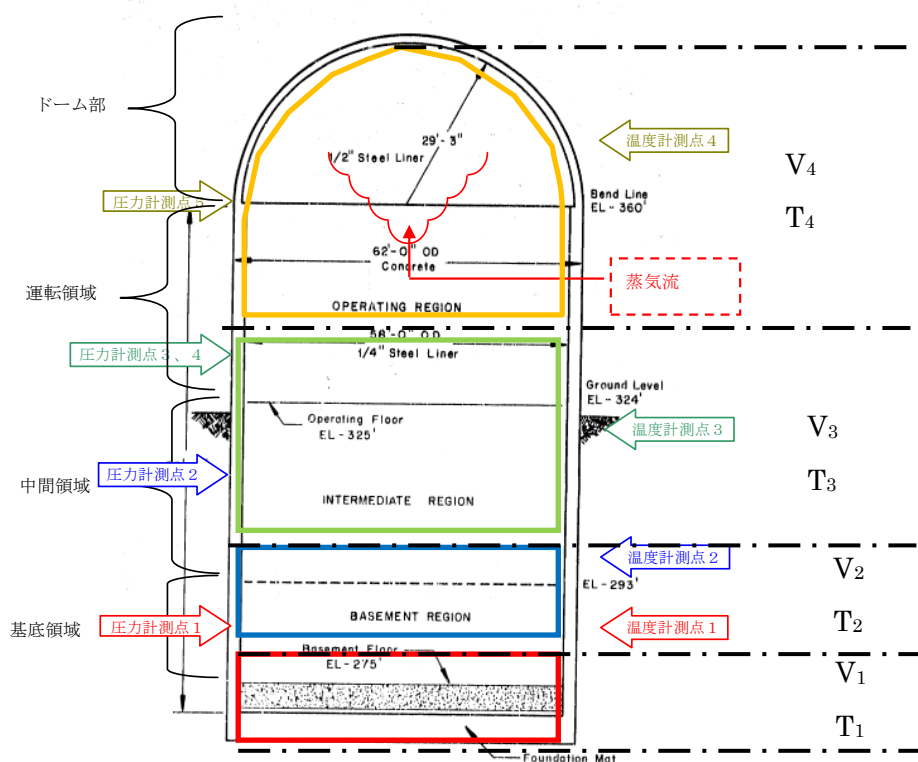 ドーム部
29'-3"
1/2" Steel Liner
温度計測点4
V4
T4
圧力計測点5
Bend Line
EL-360'
62'-0" OD
Concrete
蒸気流
運転領域
OPERATING REGION
58'-0" O.D
1/4" Steel Liner
圧力計測点3、4
Ground Level
EL-324'
Operating Floor
EL-325'
温度計測点3
V3
T3
圧力計測点2
中間領域
INTERMEDIATE REGION
温度計測点2
V2
EL-293'
基底領域
圧力計測点1
BASEMENT REGION
温度計測点1
T2
Basement Floor
EL-275'
V1
T1
Foundation Mat